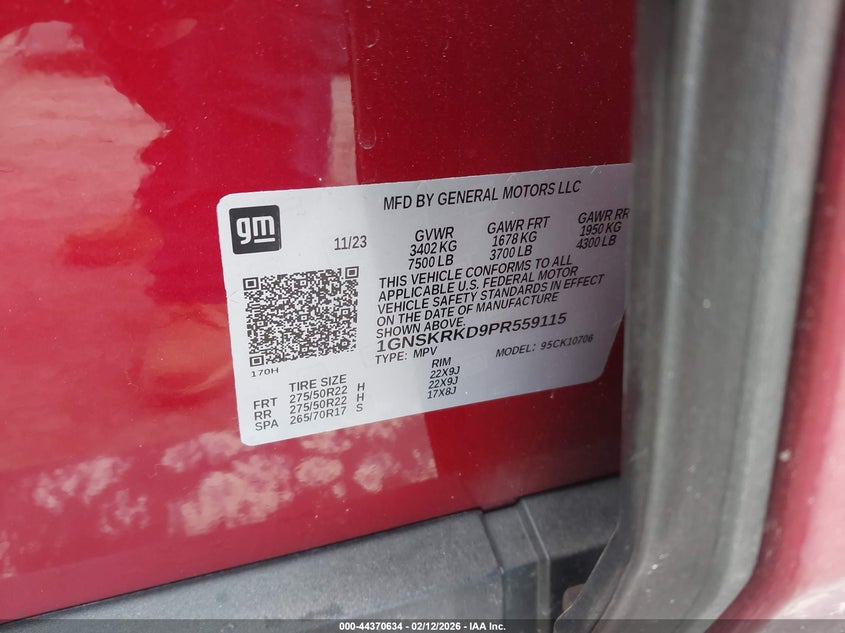 MFD BY GENERAL MOTORS LLC
gm
11/23
GVWR GAWR FRT GAWR RR
3402 KG 1678 KG 1950 KG
7500 LB 3700 LB 4300 LB
THIS VEHICLE CONFORMS TO ALL
APPLICABLE U.S. FEDERAL MOTOR
VEHICLE SAFETY STANDARDS IN EFFECT
ON THE DATE OF MANUFACTURE
SHOWN ABOVE.
1GNSKRKD9PR559115
TYPE: MPV MODEL: 95CK10706
170H
TIRE SIZE RIM
FRT 275/50R22 H 22X9J
RR 275/50R22 H 22X9J
SPA 265/70R17 S 17X8J
000-44370634 - 02/12/2026 - IAA Inc.